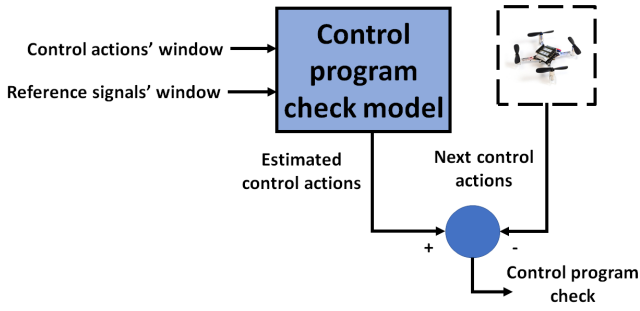 Control actions' window
Reference signals' window
Control
program
check model
Estimated
control actions
Next control
actions
+
-
Control program
check